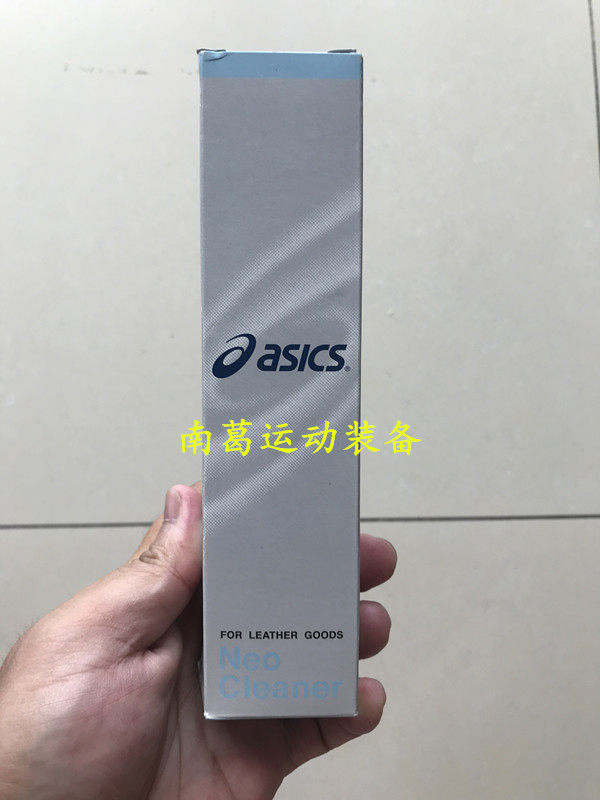 asics®
南葛运动装备
FOR LEATHER GOODS
Neo
Cleaner